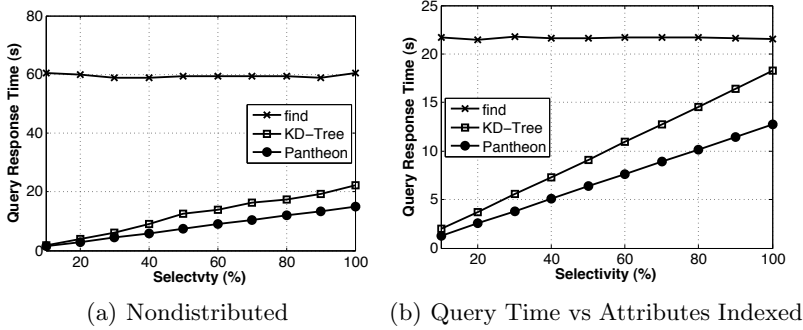 80
60
40
20
0
Query Response Time (s)
find
KD-Tree
Pantheon
20
40
60
80
100
Selectvty (%)
(a) Nondistributed
25
20
15
10
5
0
Query Response Time (s)
find
KD-Tree
Pantheon
20
40
60
80
100
Selectivity (%)
(b) Query Time vs Attributes Indexed